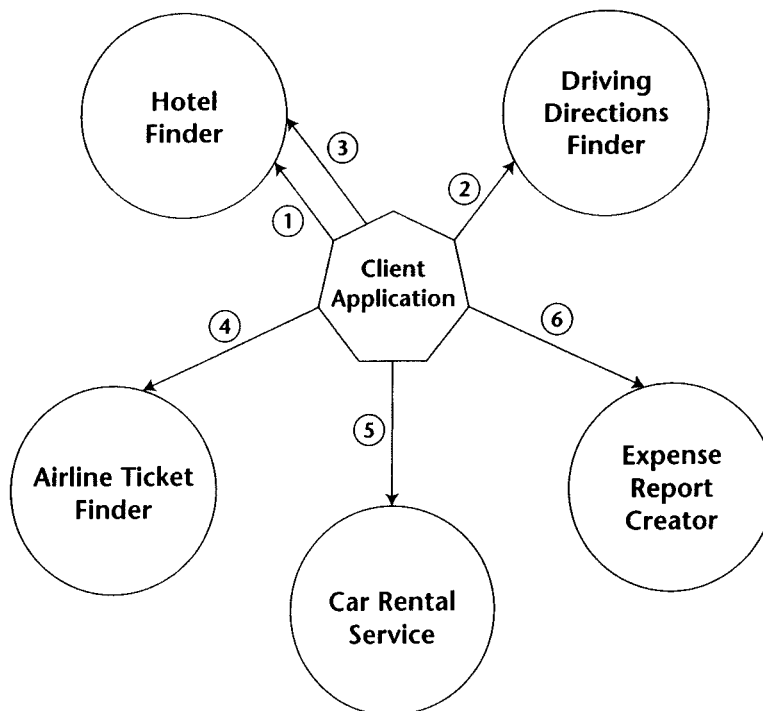 Hotel
Finder
Driving
Directions
Finder
3
2
1
Client
Application
4
6
5
Airline Ticket
Finder
Expense
Report
Creator
Car Rental
Service